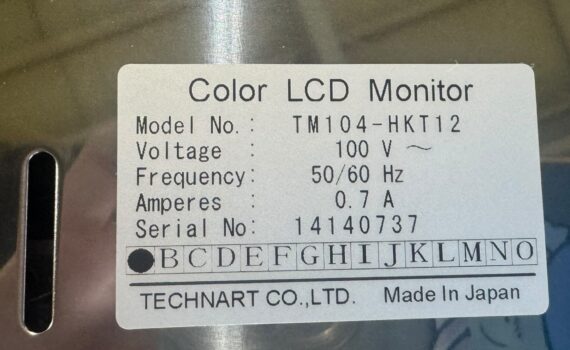 Color LCD Monitor
Model No.: TM104-HKT12
Voltage : 100 V ~
Frequency: 50/60 Hz
Amperes : 0.7 A
Serial No: 14140737
●BCDEFGHIJKLMNO
TECHNART CO.,LTD. Made In Japan